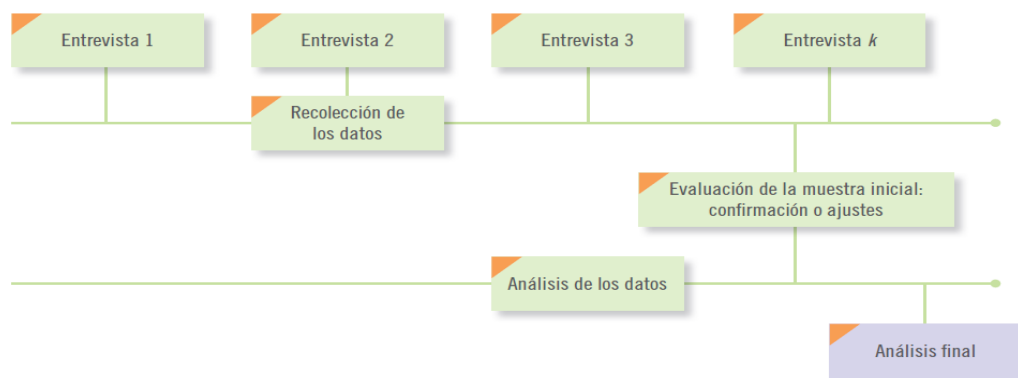 Entrevista 1
Entrevista 2
Entrevista 3
Entrevista k
Recolección de
los datos
Evaluación de la muestra inicial:
confirmación o ajustes
Análisis de los datos
Análisis final